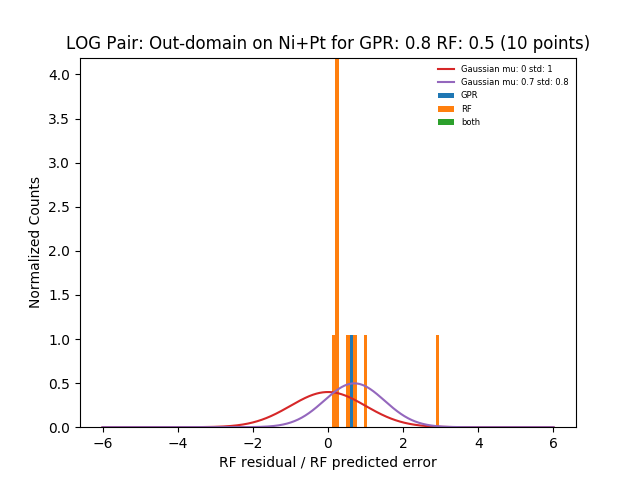 LOG Pair: Out-domain on Ni+Pt for GPR: 0.8 RF: 0.5 (10 points)
Gaussian mu: 0 std: 1
Gaussian mu: 0.7 std: 0.8
GPR
RF
both
Normalized Counts
4.0
3.5
3.0
2.5
2.0
1.5
1.0
0.5
0.0
−6 −4 −2 0 2 4 6
RF residual / RF predicted error